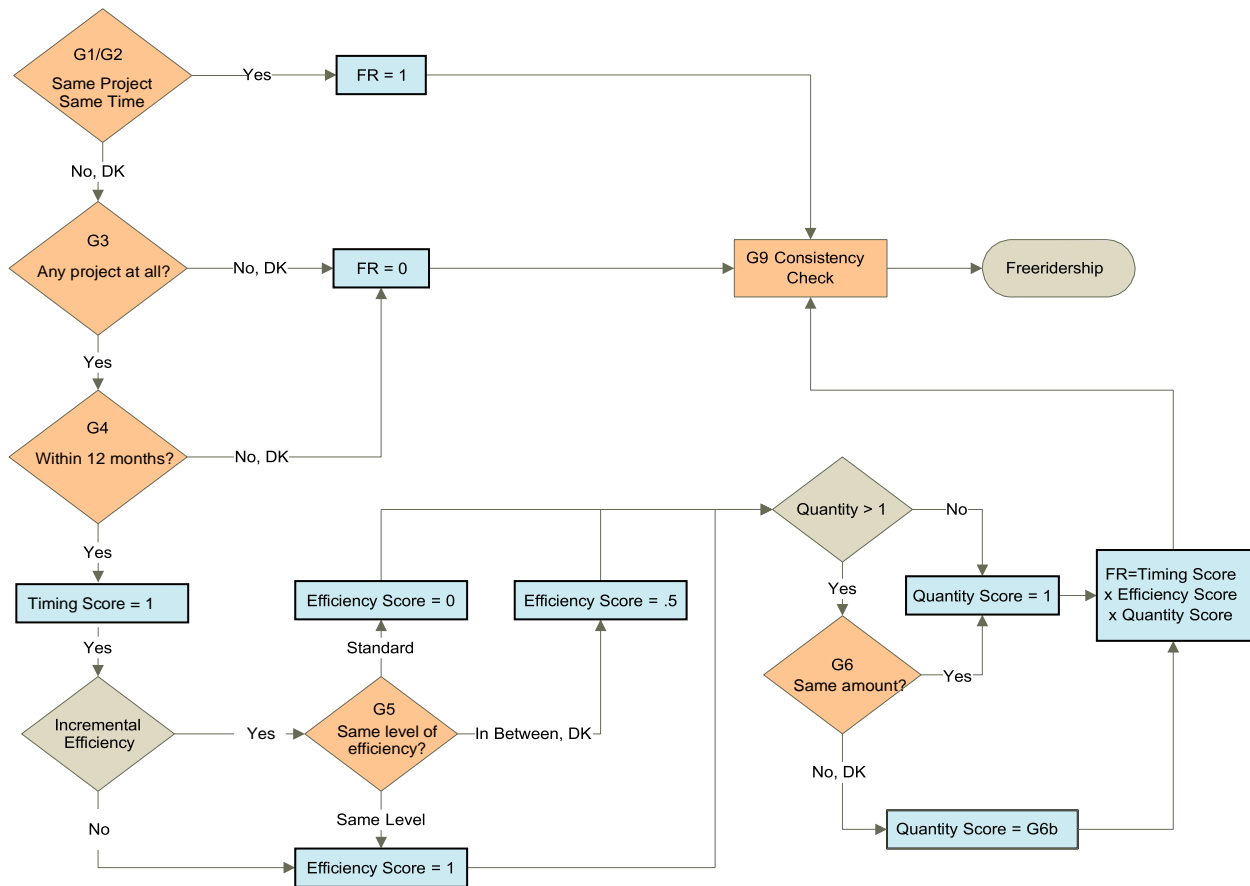 G1/G2
Same Project
Same Time
Yes
FR = 1
No, DK
G3
Any project at all?
No, DK
FR = 0
G9 Consistency
Check
Freeridership
Yes
G4
Within 12 months?
No, DK
Yes
Timing Score = 1
Yes
Incremental
Efficiency
Yes
No
Efficiency Score = 0
Standard
G5
Same level of
efficiency?
In Between, DK
Efficiency Score = .5
Same Level
Efficiency Score = 1
Quantity > 1
No
Yes
Quantity Score = 1
G6
Same amount?
Yes
No, DK
Quantity Score = G6b
FR=Timing Score
x Efficiency Score
x Quantity Score